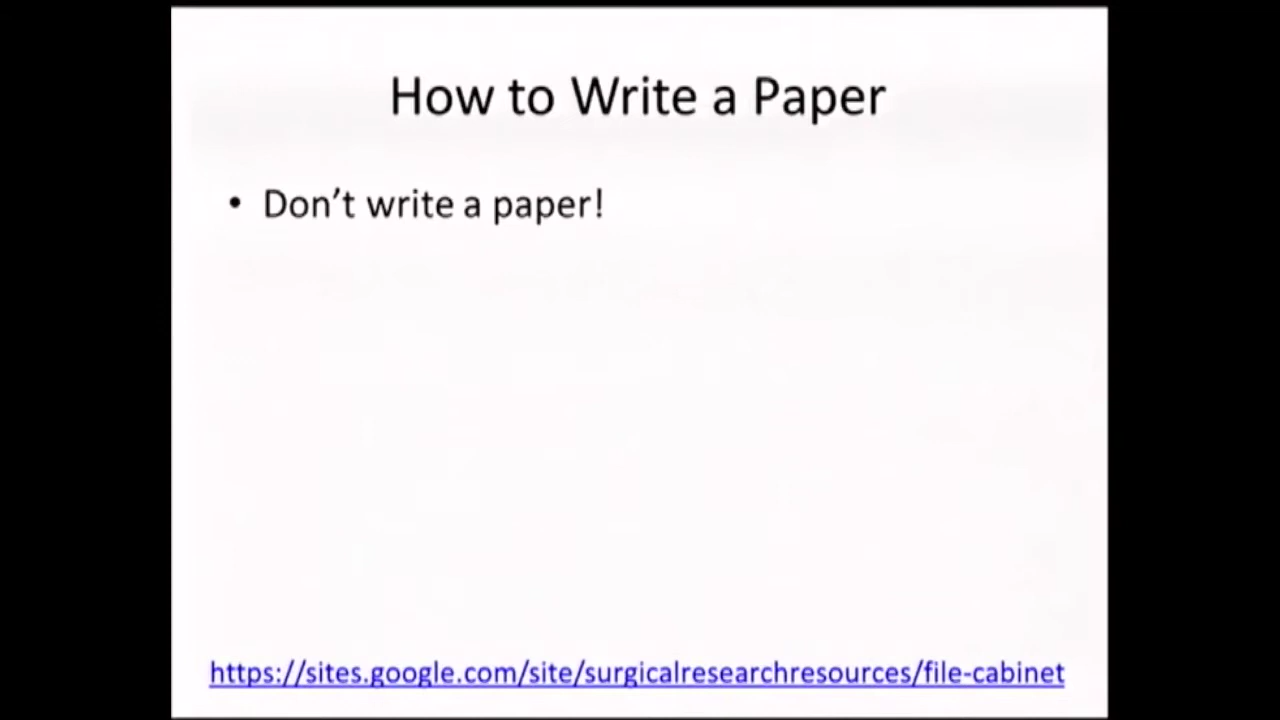 How to Write a Paper
• Don’t write a paper!
https://sites.google.com/site/surgicalresearchresources/file-cabinet